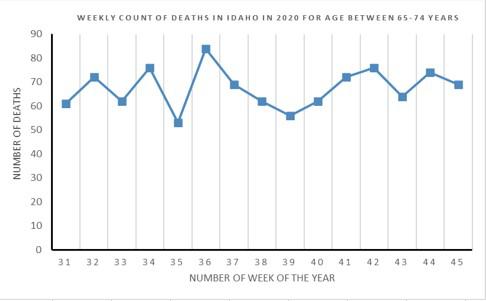 WEEKLY COUNT OF DEATHS IN IDAHO IN 2020 FOR AGE BETWEEN 65-74 YEARS
NUMBER OF DEATHS
90
80
70
60
50
40
30
20
10
0
31 32 33 34 35 36 37 38 39 40 41 42 43 44 45
NUMBER OF WEEK OF THE YEAR